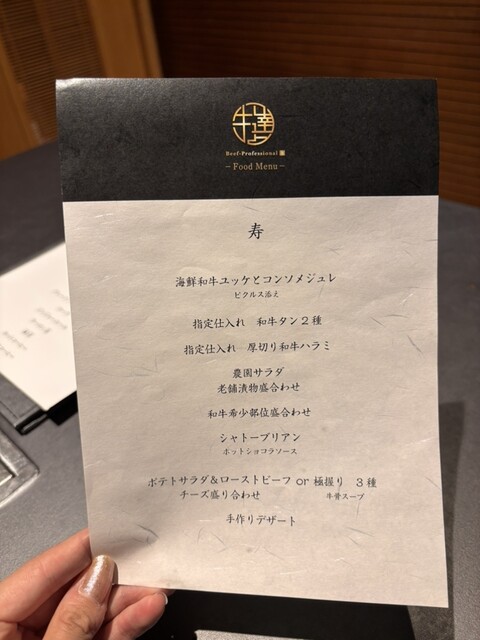 牛達人
Beef-Professional
– Food Menu –
寿
海鮮和牛ユッケとコンソメジュレ
ピクルス添え
指定仕入れ 和牛タン２種
指定仕入れ 厚切り和牛ハラミ
農園サラダ
老舗漬物盛合わせ
和牛希少部位盛合わせ
シャトーブリアン
ホットショコラソース
ポテトサラダ＆ローストビーフ or 極握り ３種
チーズ盛り合わせ 牛骨スープ
手作りデザート